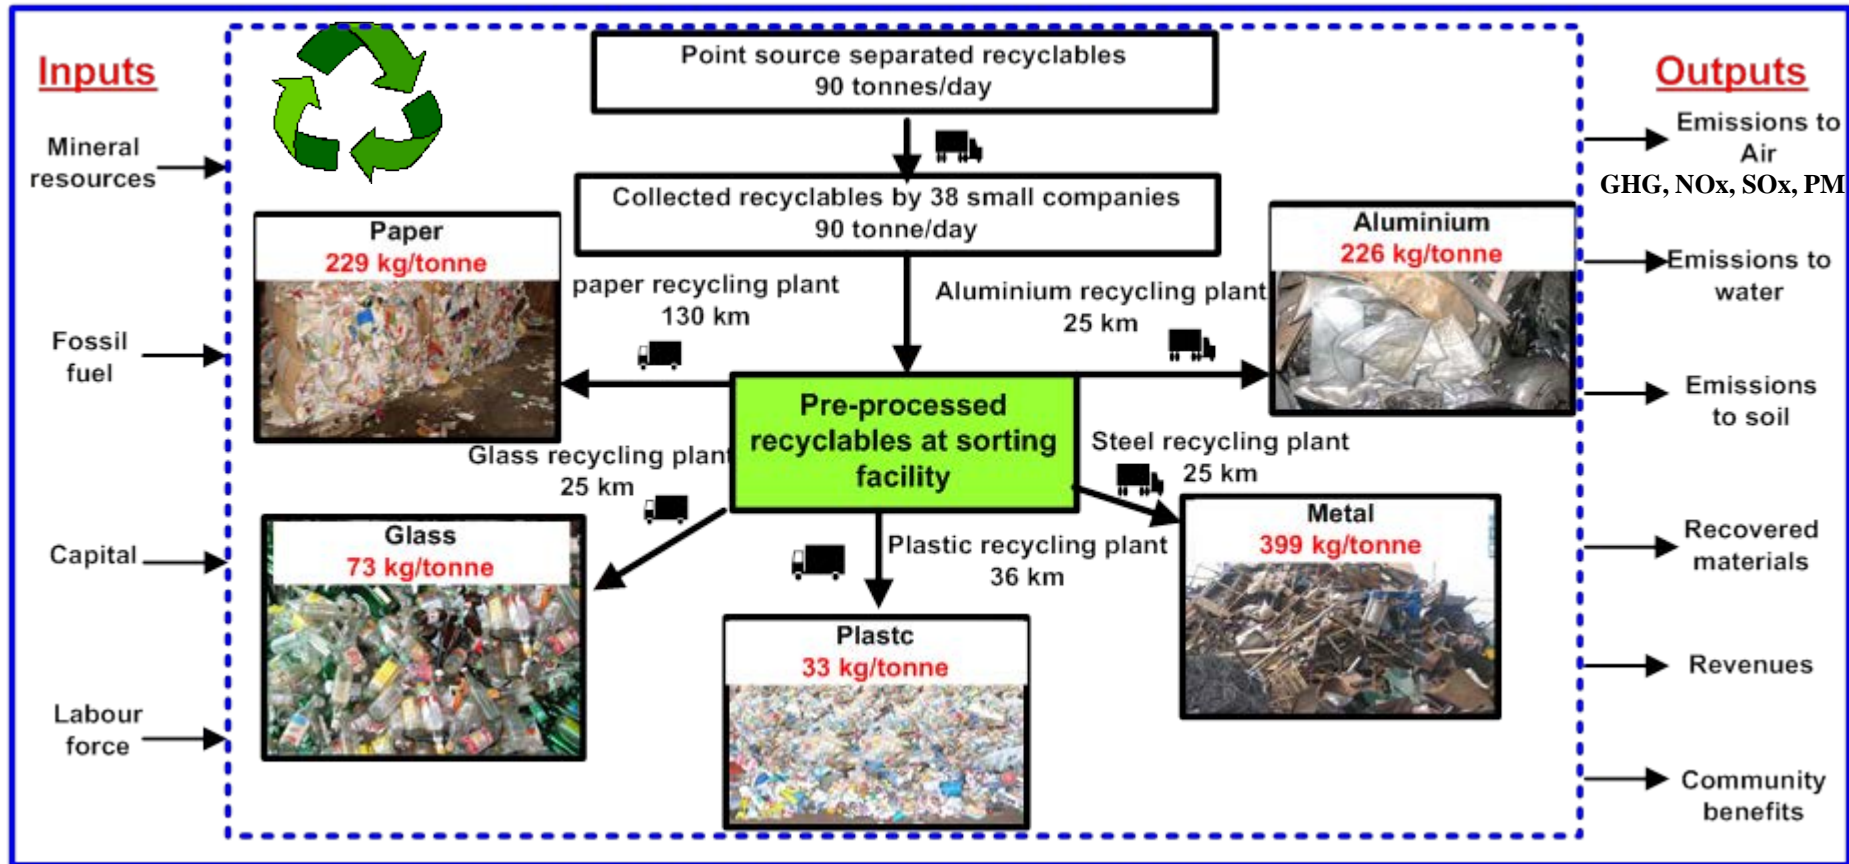 Inputs
Mineral
resources
Fossil
fuel
Capital
Labour
force
Point source separated recyclables
90 tonnes/day
Collected recyclables by 38 small companies
90 tonne/day
Paper
229 kg/tonne
paper recycling plant
130 km
Aluminium recycling plant
25 km
Aluminium
226 kg/tonne
Pre-processed
recyclables at sorting
facility
Glass recycling plant
25 km
Steel recycling plant
25 km
Glass
73 kg/tonne
Plastic recycling plant
36 km
Metal
399 kg/tonne
Plastc
33 kg/tonne
Outputs
Emissions to
Air
GHG, NOx, SOx, PM
Emissions to
water
Emissions
to soil
Recovered
materials
Revenues
Community
benefits